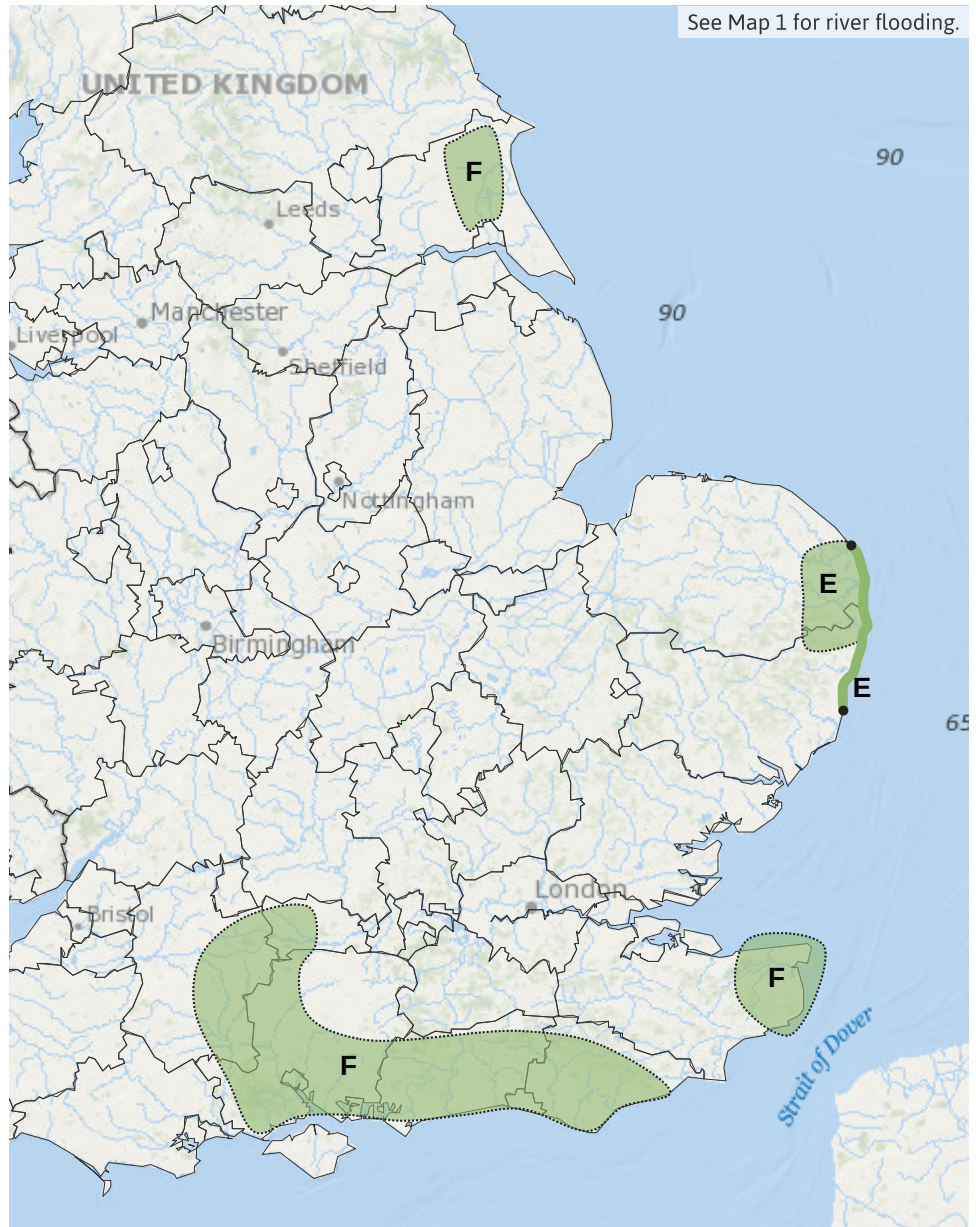 See Map 1 for river flooding.
UNITED KINGDOM
90
F
Leeds
Manchester
90
Liverpool
Sheffield
Nottingham
E
Birmingham
E
65
London
Bristol
F
Strait of Dover
F